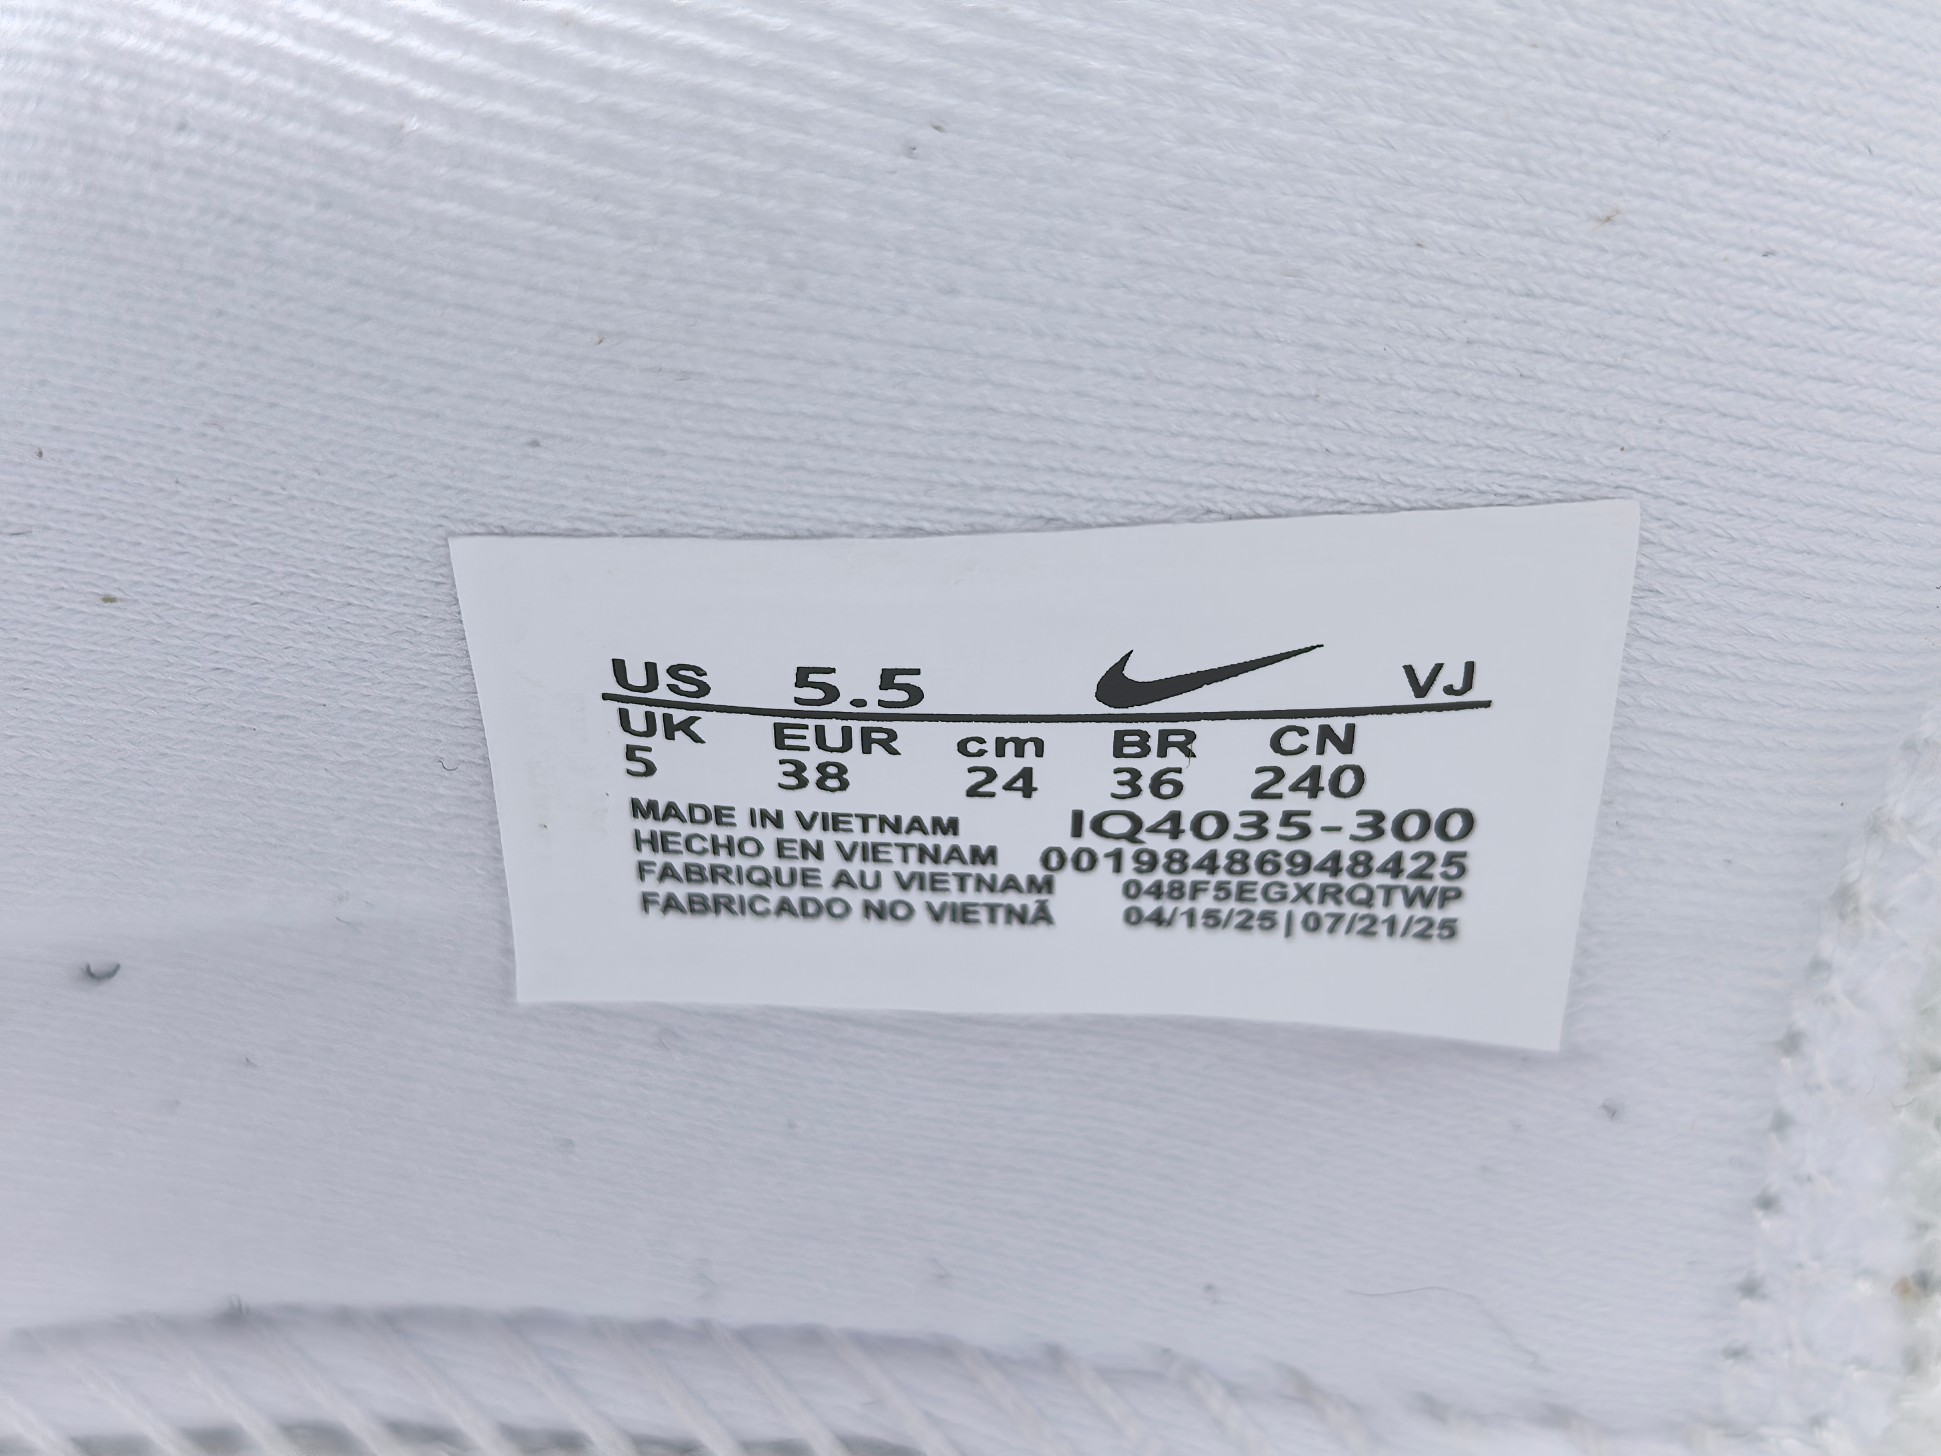 US 5.5 VJ
UK EUR cm BR CN
5 38 24 36 240
MADE IN VIETNAM IQ4035-300
HECHO EN VIETNAM 00198486948425
FABRIQUE AU VIETNAM 048F5EGXRQTWP
FABRICADO NO VIETNÃ 04/15/25|07/21/25